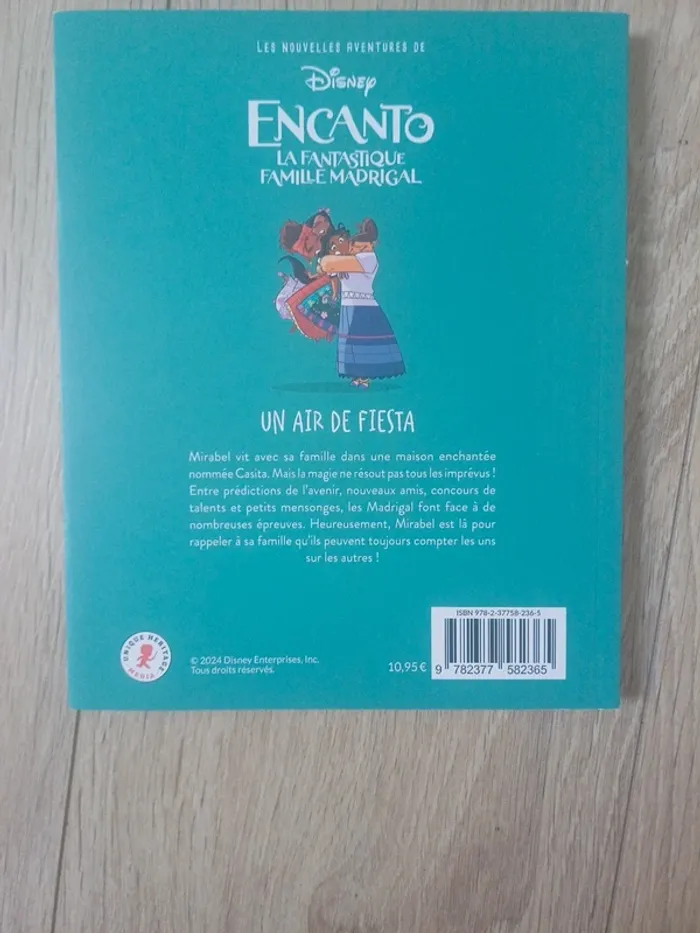 LES NOUVELLES AVENTURES DE
DISNEY
ENCANTO
LA FANTASTIQUE
FAMILLE MADRIGAL
UN AIR DE FIESTA
Mirabel vit avec sa famille dans une maison enchantée
nommée Casita. Mais la magie ne résout pas tous les imprévus !
Entre prédictions de l'avenir, nouveaux amis, concours de
talents et petits mensonges, les Madrigal font face à de
nombreuses épreuves. Heureusement, Mirabel est là pour
rappeler à sa famille qu'ils peuvent toujours compter les uns
sur les autres !
ISBN 978-2-37758-236-5
UNIQUE HERITAGE
MEDIA
© 2024 Disney Enterprises, Inc.
Tous droits réservés.
10,95 €
9 782377 582365